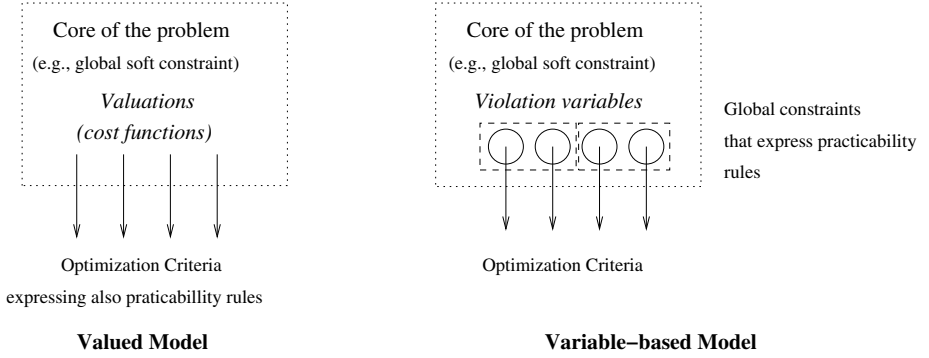 Core of the problem
(e.g., global soft constraint)
Valuations
(cost functions)
Optimization Criteria
expressing also praticabillity rules
Valued Model
Core of the problem
(e.g., global soft constraint)
Violation variables
Global constraints
that express practicability
rules
Optimization Criteria
Variable−based Model